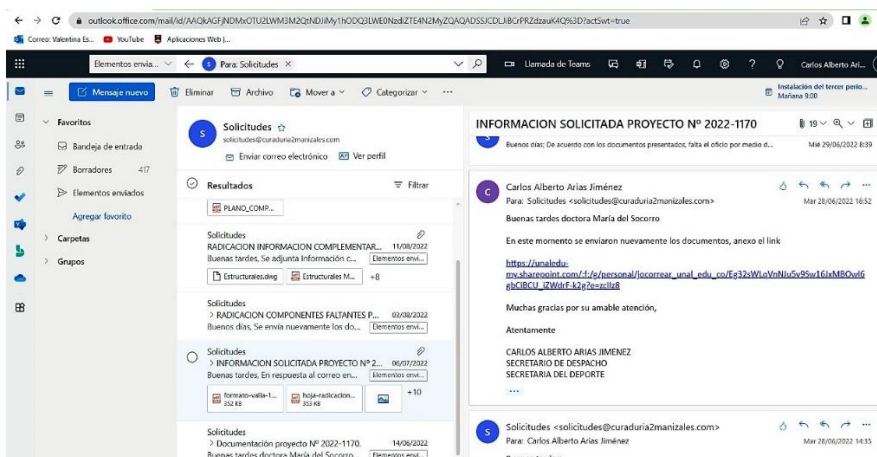 outlook.office.com/mail/id/AAQkAGFjNDMxOTU2LWM3M2QtNDJiMy1hODQ3LWE0NzdiZTE4N2MyZQAQADSSJCDLJiBCrPRZdzauK4Q%3D?actSwt=true
Correo: Valentina Es...
YouTube
Aplicaciones Web |...
Elementos envia...
Para: Solicitudes
Llamada de Teams
Carlos Alberto Ari...
Mensaje nuevo
Eliminar
Archivo
Mover a
Categorizar
Instalación del tercer perio...
Mañana 9:00
Favoritos
Bandeja de entrada
Borradores 417
Elementos enviados
Agregar favorito
Carpetas
Grupos
S
Solicitudes
solicitudes@curaduria2manizales.com
Enviar correo electrónico
Ver perfil
Resultados
Filtrar
PLANO_COMP...
Solicitudes
RADICACION INFORMACION COMPLEMENTAR... 11/08/2022
Buenas tardes, Se adjunta Información c... Elementos envi...
Estructurales.dwg
Estructurales M...
+8
Solicitudes
> RADICACION COMPONENTES FALTANTES P... 03/08/2022
Buenos días, Se envía nuevamente los do... Elementos envi...
Solicitudes
> INFORMACION SOLICITADA PROYECTO Nº 2... 06/07/2022
Buenas tardes, En respuesta al correo en... Elementos envi...
formato-valla-1...
352 KB
hoja-radicacion...
353 KB
+10
Solicitudes
> Documentación proyecto Nº 2022-1170. 14/06/2022
Buenas tardes doctora María del Socorro Elementos envi...
INFORMACION SOLICITADA PROYECTO Nº 2022-1170
19
Buenos días; De acuerdo con los documentos presentados, falta el oficio por medio d... Mié 29/06/2022 8:39
C
Carlos Alberto Arias Jiménez
Para: Solicitudes <solicitudes@curaduria2manizales.com>
Mar 28/06/2022 16:52
Buenas tardes doctora María del Socorro
En este momento se enviaron nuevamente los documentos, anexo el link
https://unaledu-
my.sharepoint.com/:f:/g/personal/jocorrear_unal_edu_co/Eg32sWLoVnNJu5v9Sw16JxMBOwI6
gbCiBCU_iZWdrF-k2g?e=zcIIz8
Muchas gracias por su amable atención,
Atentamente
CARLOS ALBERTO ARIAS JIMENEZ
SECRETARIO DE DESPACHO
SECRETARIA DEL DEPORTE
S
Solicitudes <solicitudes@curaduria2manizales.com>
Para: Carlos Alberto Arias Jiménez
Mar 28/06/2022 14:35